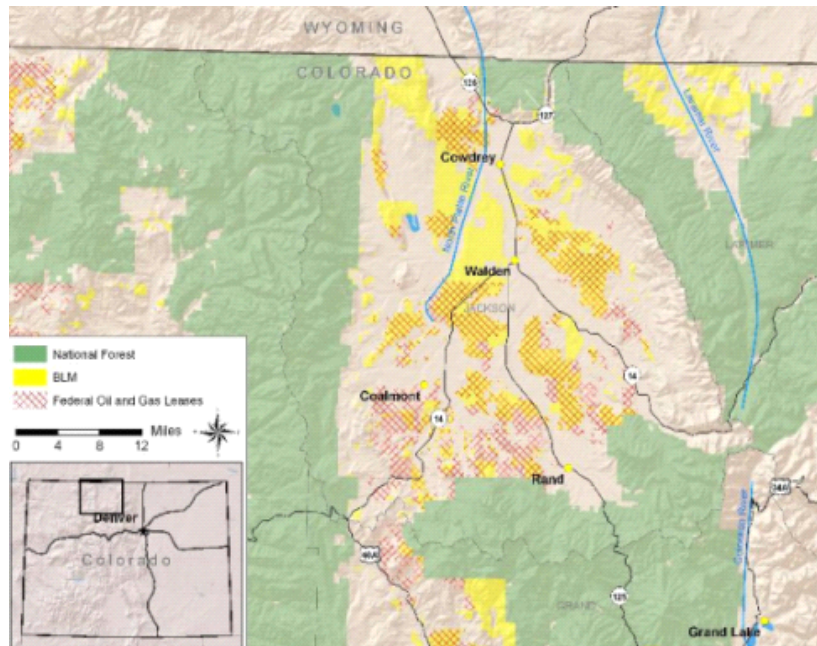 WYOMING
COLORADO
125
127
Laramie River
Cowdrey
North Platte River
LARIMER
Walden
JACKSON
National Forest
BLM
Federal Oil and Gas Leases
Miles
0 4 8 12
14
Coalmont
14
Rand
34A
Colorado River
Denver
Colorado
40A
GRAND
125
Grand Lake